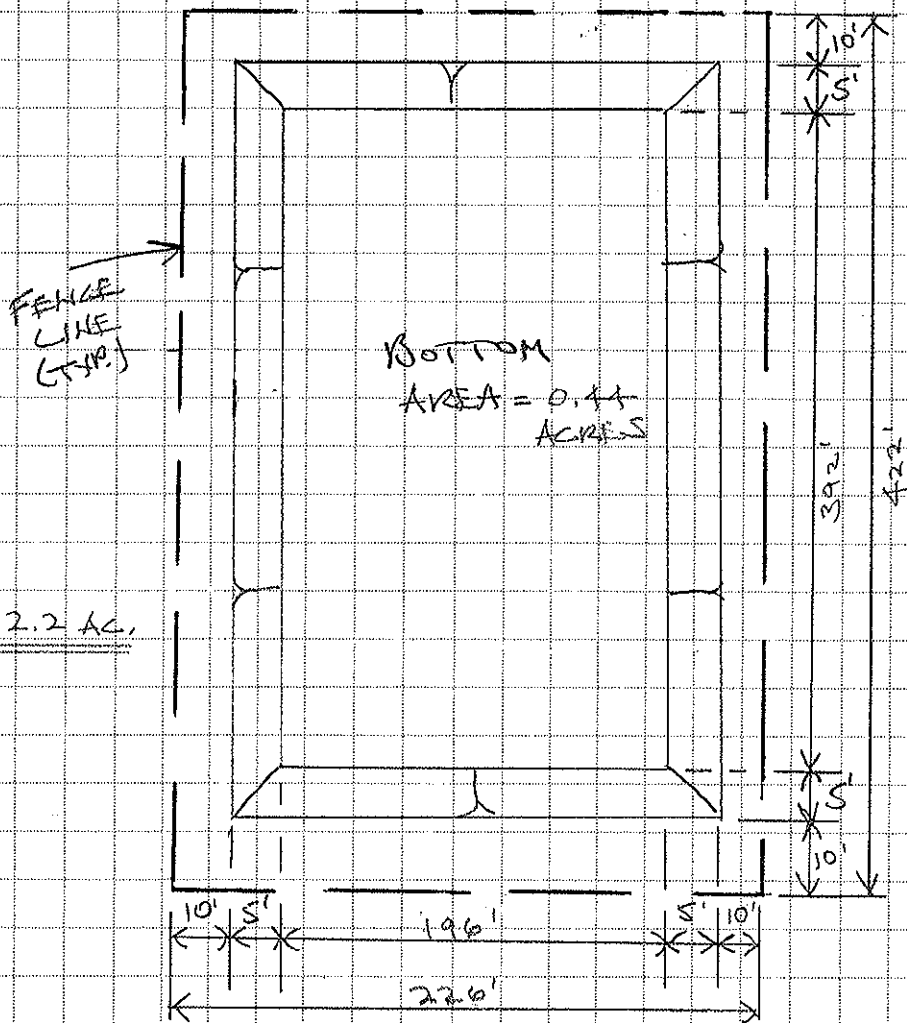 10'
5'
FENCE
LINE
(TYP.)
BOTTOM
AREA = 0.44
ACRES
392'
422'
2.2 AC.
5'
10'
10'
5'
196'
5'
10'
226'